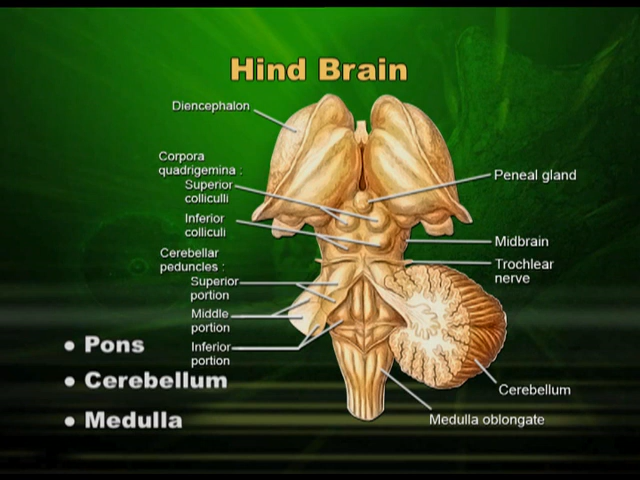 Hind Brain
Diencephalon
Corpora
quadrigemina :
Superior
colliculli
Inferior
colliculi
Cerebellar
peduncles :
Superior
portion
Middle
portion
Inferior
portion
Peneal gland
Midbrain
Trochlear
nerve
Cerebellum
Medulla oblongate
• Pons
• Cerebellum
• Medulla